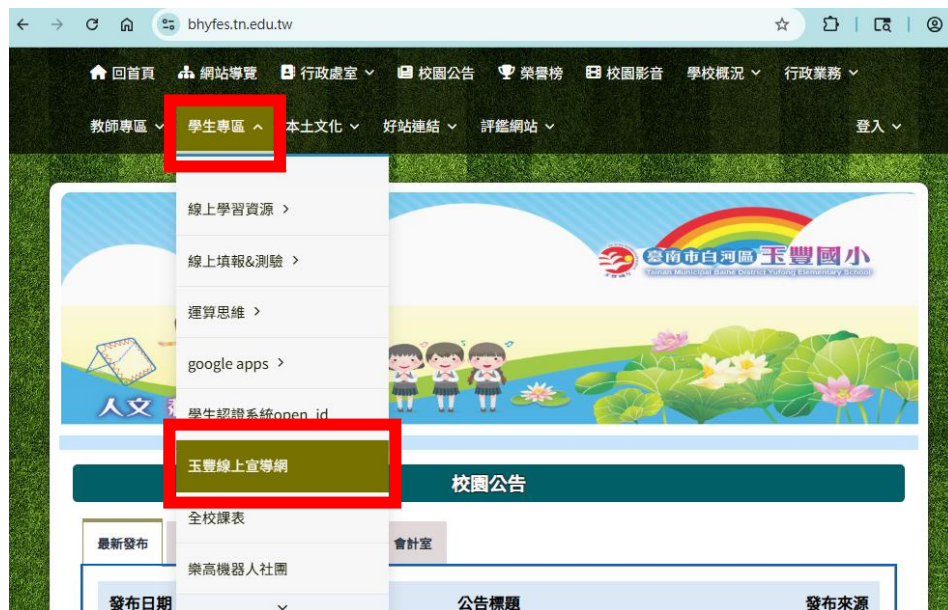 bhyfes.tn.edu.tw
回首頁 網站導覽 行政處室 校園公告 榮譽榜 校園影音 學校概況 行政業務
教師專區 學生專區 本土文化 好站連結 評鑑網站 登入
線上學習資源
臺南市白河區玉豐國小
Tainan Municipal Baihe District Yufong Elementary School
線上填報&測驗
運算思維
google apps
人文
學生認證系統open_id
玉豐線上宣導網
校園公告
全校課表
最新發布 會計室
樂高機器人社團
發布日期 公告標題 發布來源